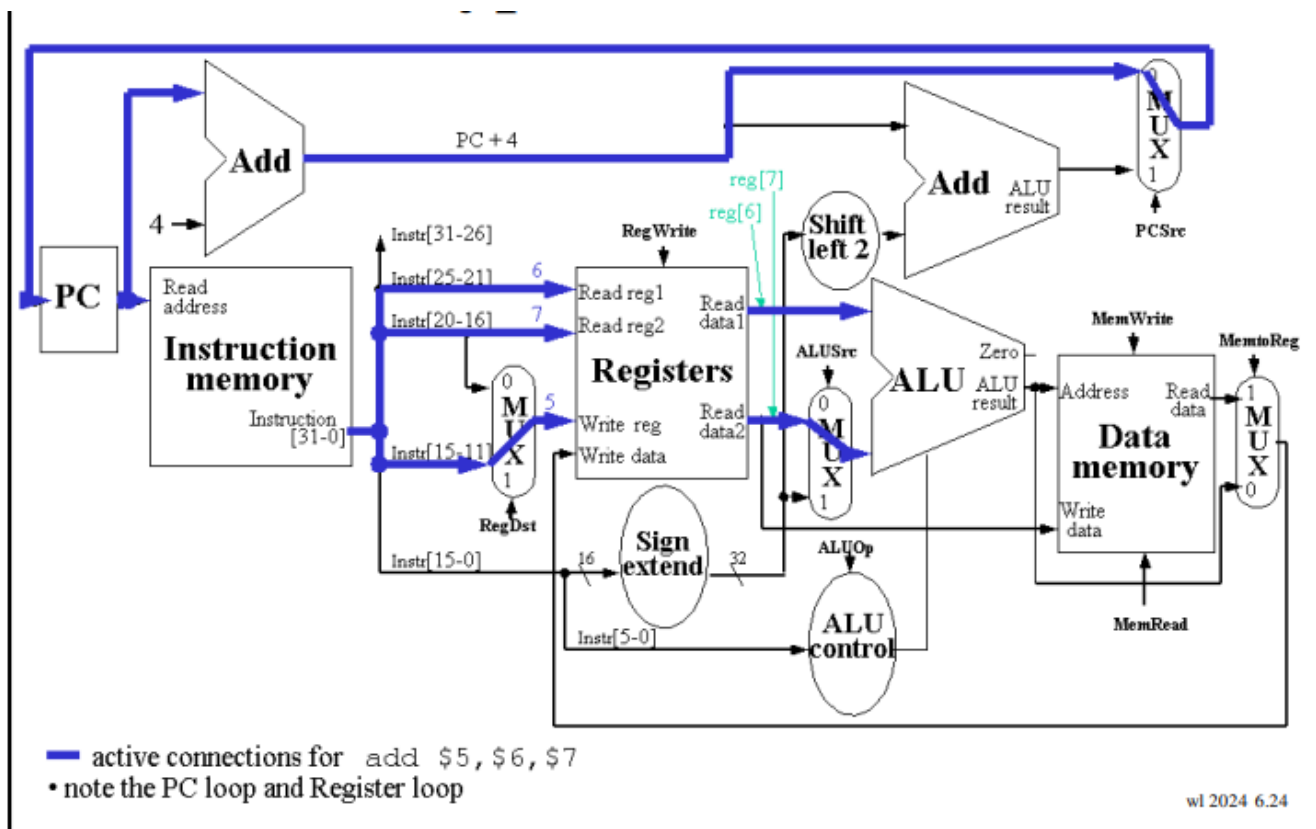 PC + 4
Add
4
PC
Read
address
Instruction
memory
Instruction
[31-0]
Instr[31-26]
Instr[25-21]
6
Instr[20-16]
7
Instr[15-11]
Instr[15-0]
Instr[5-0]
0
MUX
1
RegDst
5
RegWrite
Read reg1
Read reg2
Registers
Write reg
Write data
Read
data1
Read
data2
reg[7]
reg[6]
16
Sign
extend
32
Shift
left 2
Add
ALU
result
0
MUX
1
PCSrc
ALUSrc
0
MUX
1
ALU
Zero
ALU
result
ALUOp
ALU
control
MemWrite
Address
Read
data
Data
memory
Write
data
MemRead
MemtoReg
1
MUX
0
active connections for add $5,$6,$7
• note the PC loop and Register loop
wl 2024 6.24